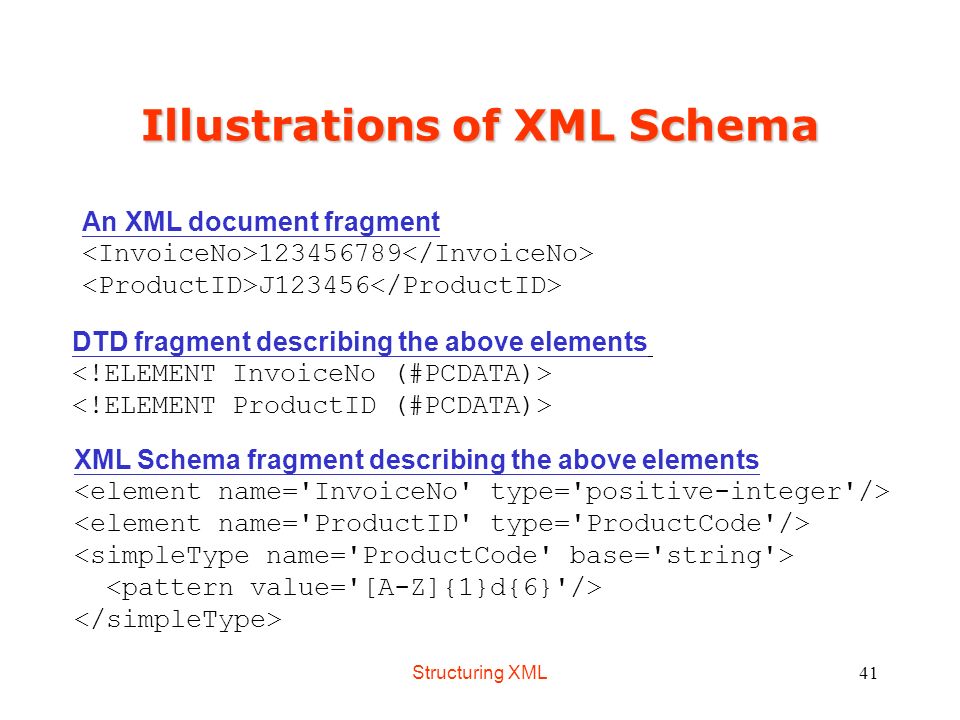 Illustrations of XML Schema
An XML document fragment
<InvoiceNo>123456789</InvoiceNo>
<ProductID>J123456</ProductID>
DTD fragment describing the above elements
<!ELEMENT InvoiceNo (#PCDATA)>
<!ELEMENT ProductID (#PCDATA)>
XML Schema fragment describing the above elements
<element name='InvoiceNo' type='positive-integer'/>
<element name='ProductID' type='ProductCode'/>
<simpleType name='ProductCode' base='string'>
  <pattern value='[A-Z]{1}d{6}'/>
</simpleType>
Structuring XML
41